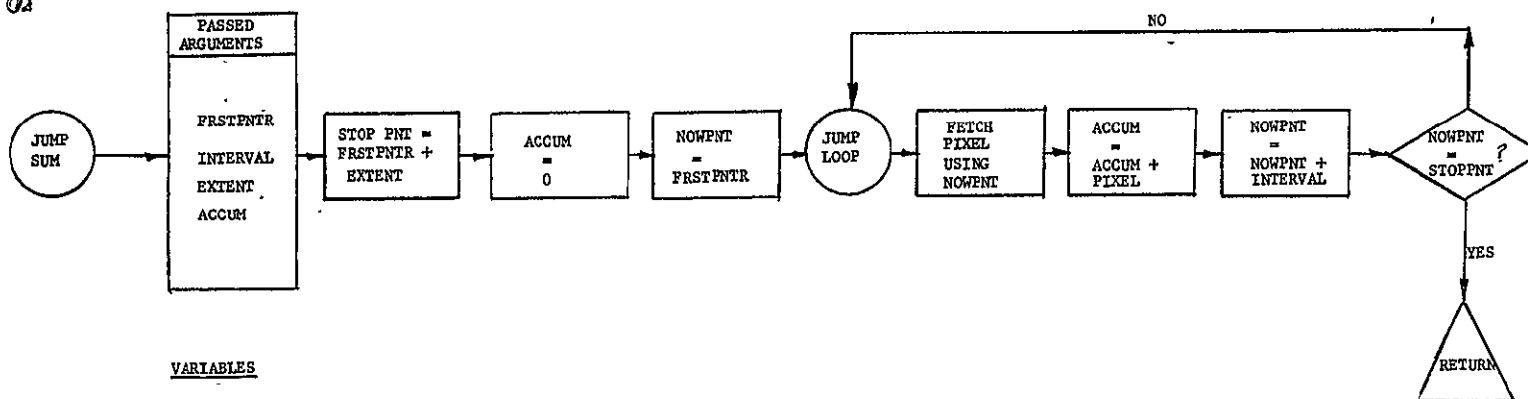 PASSED
ARGUMENTS
NO
JUMP
SUM
FRSTPNTR
INTERVAL
EXTENT
ACCUM
STOP PNT =
FRSTPNTR +
EXTENT
ACCUM
=
0
NOWPNT
=
FRSTPNTR
JUMP
LOOP
FETCH
PIXEL
USING
NOWPNT
ACCUM
=
ACCUM +
PIXEL
NOWPNT
=
NOWPNT +
INTERVAL
NOWPNT
=
STOPPNT
?
YES
RETURN
VARIABLES